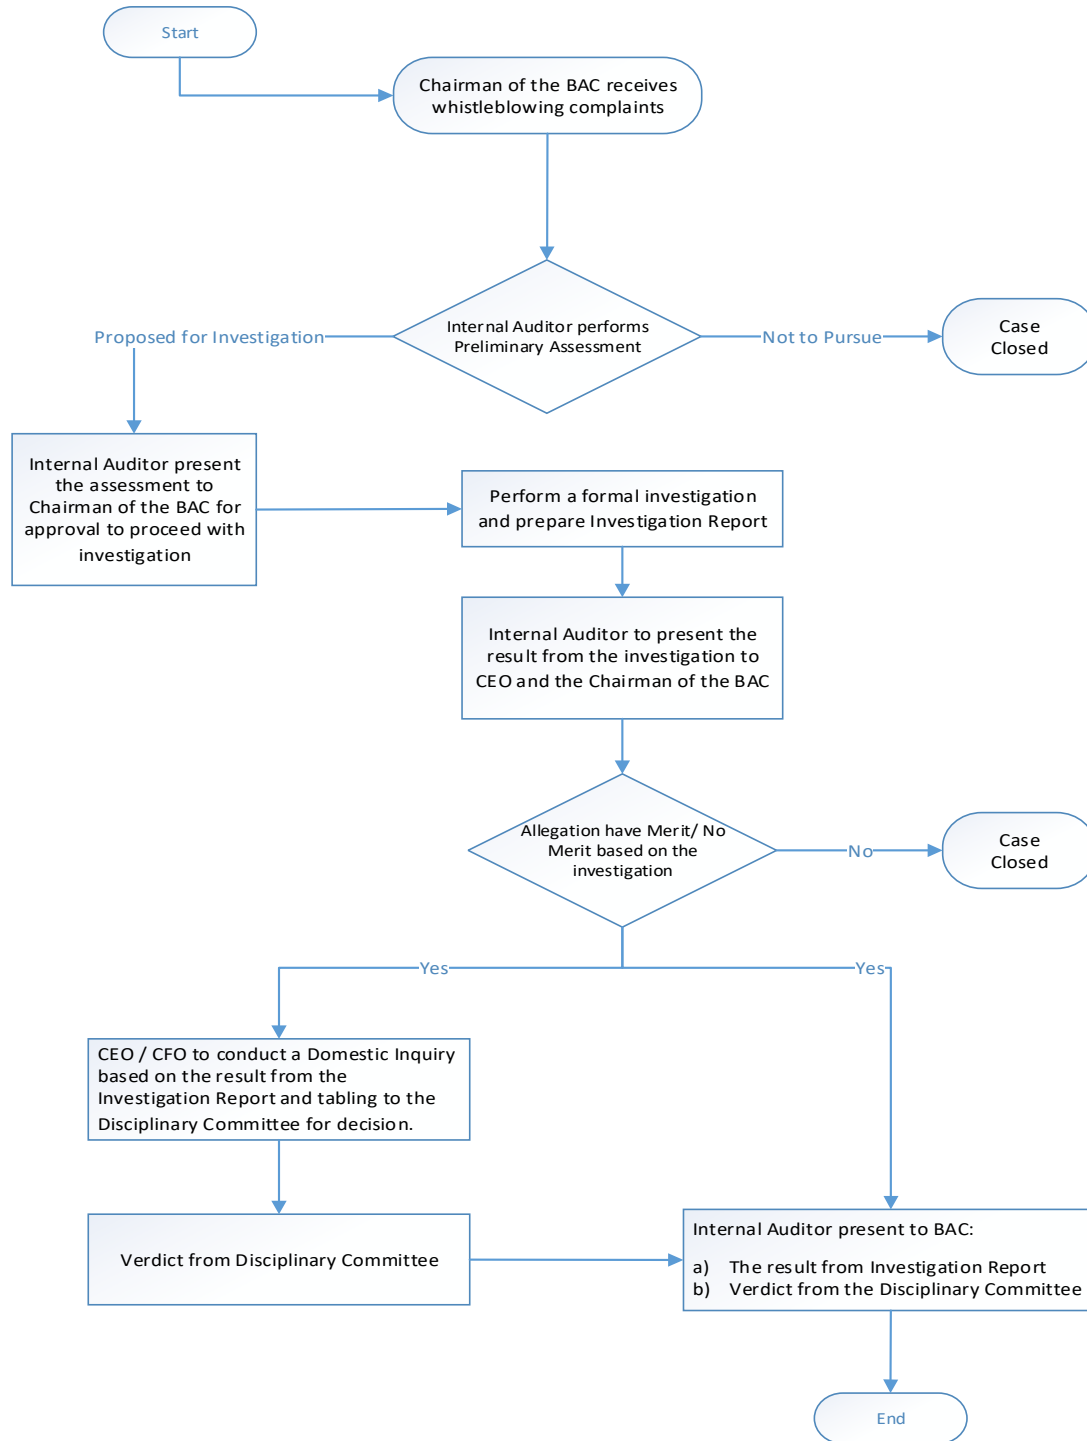 Start
Chairman of the BAC receives
whistleblowing complaints
Internal Auditor performs
Preliminary Assessment
Proposed for Investigation
Not to Pursue
Case
Closed
Internal Auditor present
the assessment to
Chairman of the BAC for
approval to proceed with
investigation
Perform a formal investigation
and prepare Investigation Report
Internal Auditor to present the
result from the investigation to
CEO and the Chairman of the BAC
Allegation have Merit/ No
Merit based on the
investigation
No
Case
Closed
Yes
Yes
CEO / CFO to conduct a Domestic Inquiry
based on the result from the
Investigation Report and tabling to the
Disciplinary Committee for decision.
Verdict from Disciplinary Committee
Internal Auditor present to BAC:
a) The result from Investigation Report
b) Verdict from the Disciplinary Committee
End